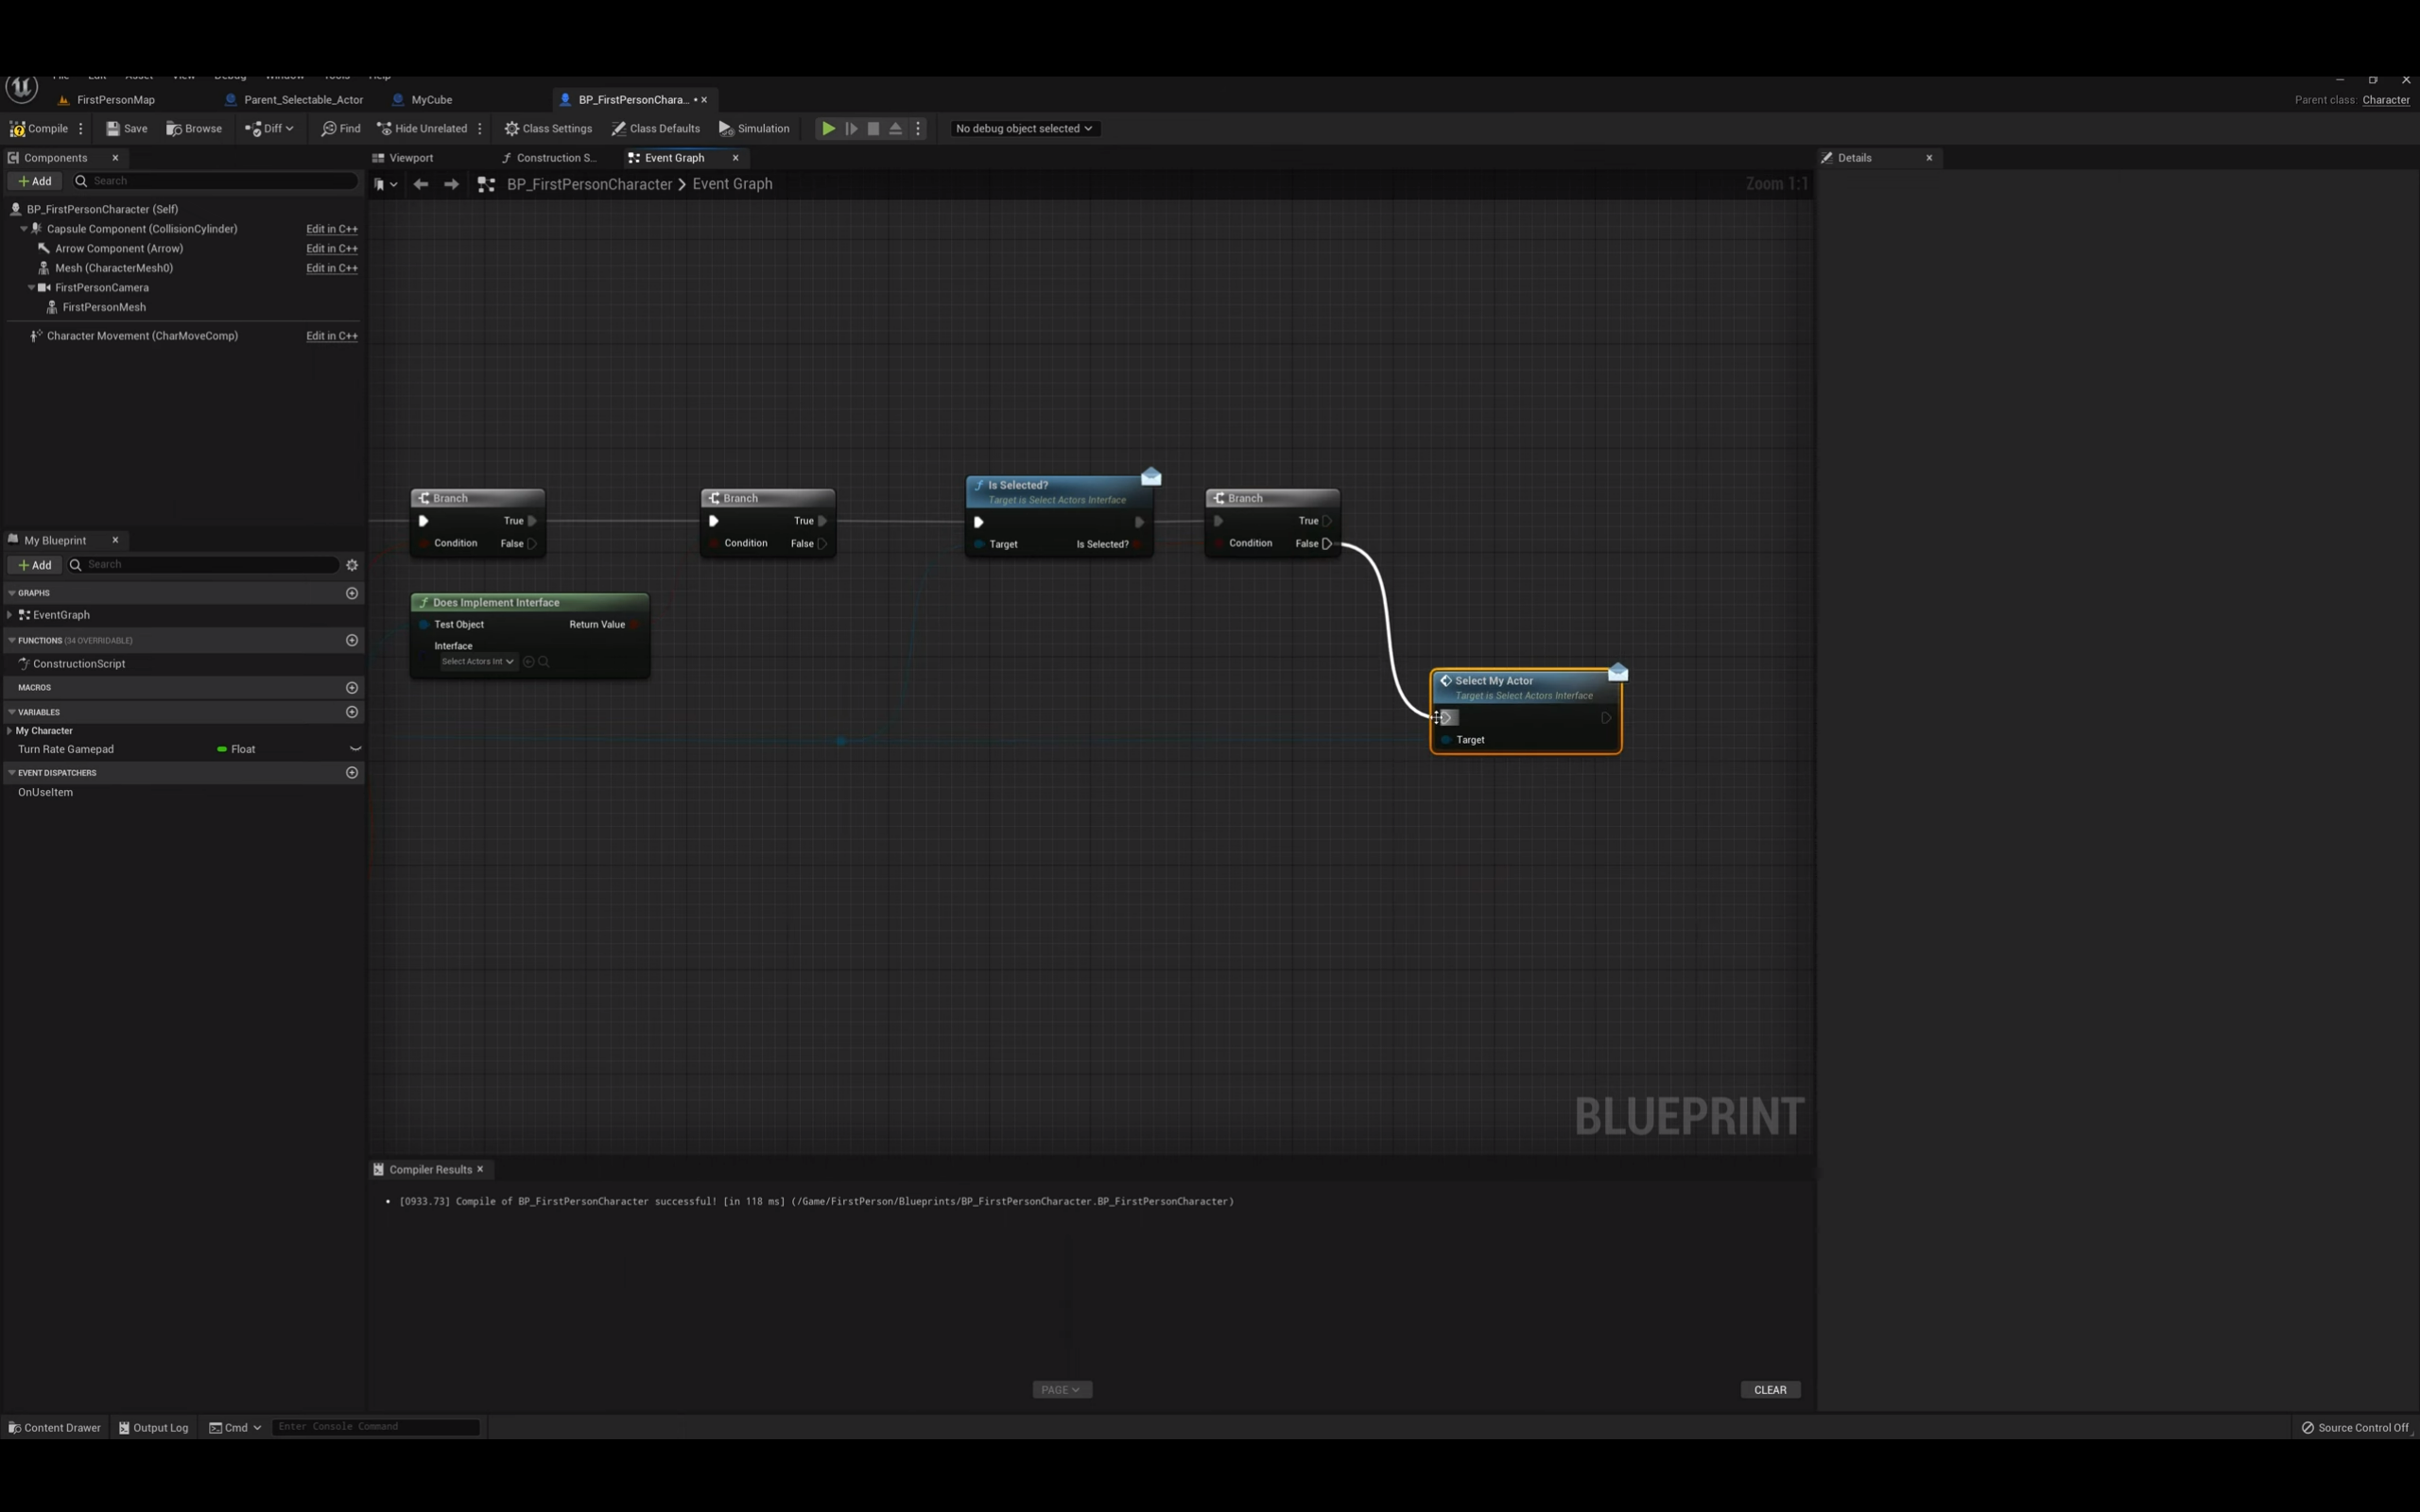 File Edit Asset View Debug Window Tools Help
FirstPersonMap Parent_Selectable_Actor MyCube BP_FirstPersonChara... •
Parent class: Character
Compile Save Browse Diff Find Hide Unrelated Class Settings Class Defaults Simulation No debug object selected
Components
Viewport Construction S... Event Graph
Details
Add Search
BP_FirstPersonCharacter > Event Graph
Zoom 1:1
BP_FirstPersonCharacter (Self)
Capsule Component (CollisionCylinder) Edit in C++
Arrow Component (Arrow) Edit in C++
Mesh (CharacterMesh0) Edit in C++
FirstPersonCamera
FirstPersonMesh
Character Movement (CharMoveComp) Edit in C++
My Blueprint
Add Search
GRAPHS
EventGraph
FUNCTIONS (34 OVERRIDABLE)
ConstructionScript
MACROS
VARIABLES
My Character
Turn Rate Gamepad Float
EVENT DISPATCHERS
OnUseItem
Branch
True
Condition False
Branch
True
Condition False
Is Selected?
Target is Select Actors Interface
Target Is Selected?
Branch
True
Condition False
Does Implement Interface
Test Object Return Value
Interface
Select Actors Int
Select My Actor
Target is Select Actors Interface
Target
BLUEPRINT
Compiler Results
• [0933.73] Compile of BP_FirstPersonCharacter successful! [in 118 ms] (/Game/FirstPerson/Blueprints/BP_FirstPersonCharacter.BP_FirstPersonCharacter)
PAGE
CLEAR
Content Drawer Output Log Cmd Enter Console Command
Source Control Off